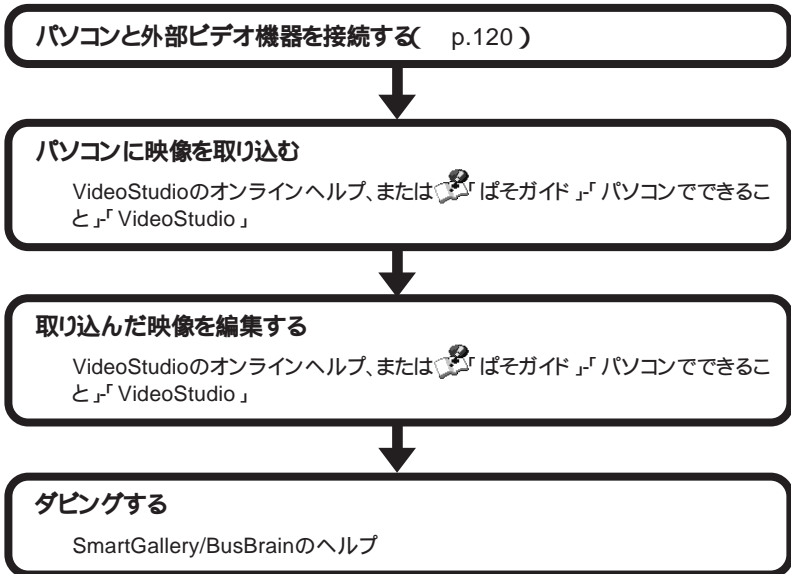 パソコンと外部ビデオ機器を接続する( p.120)
パソコンに映像を取り込む
VideoStudioのオンラインヘルプ、または「ぱそガイド」-「パソコンでできるこ
と」-「VideoStudio」
取り込んだ映像を編集する
VideoStudioのオンラインヘルプ、または「ぱそガイド」-「パソコンでできるこ
と」-「VideoStudio」
ダビングする
SmartGallery/BusBrainのヘルプ